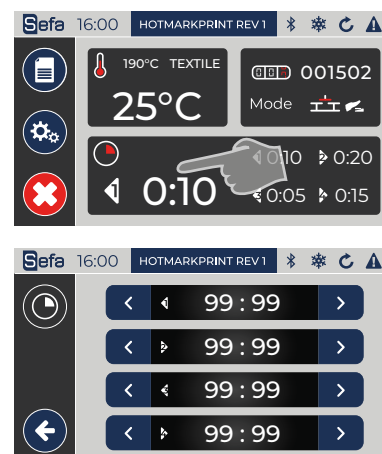 Sefa 16:00 HOTMARKPRINT REV 1
190°C TEXTILE
25°C
001502
Mode
1 0:10
0:10 0:20
0:05 0:15
Sefa 16:00 HOTMARKPRINT REV 1
99 : 99
99 : 99
99 : 99
99 : 99